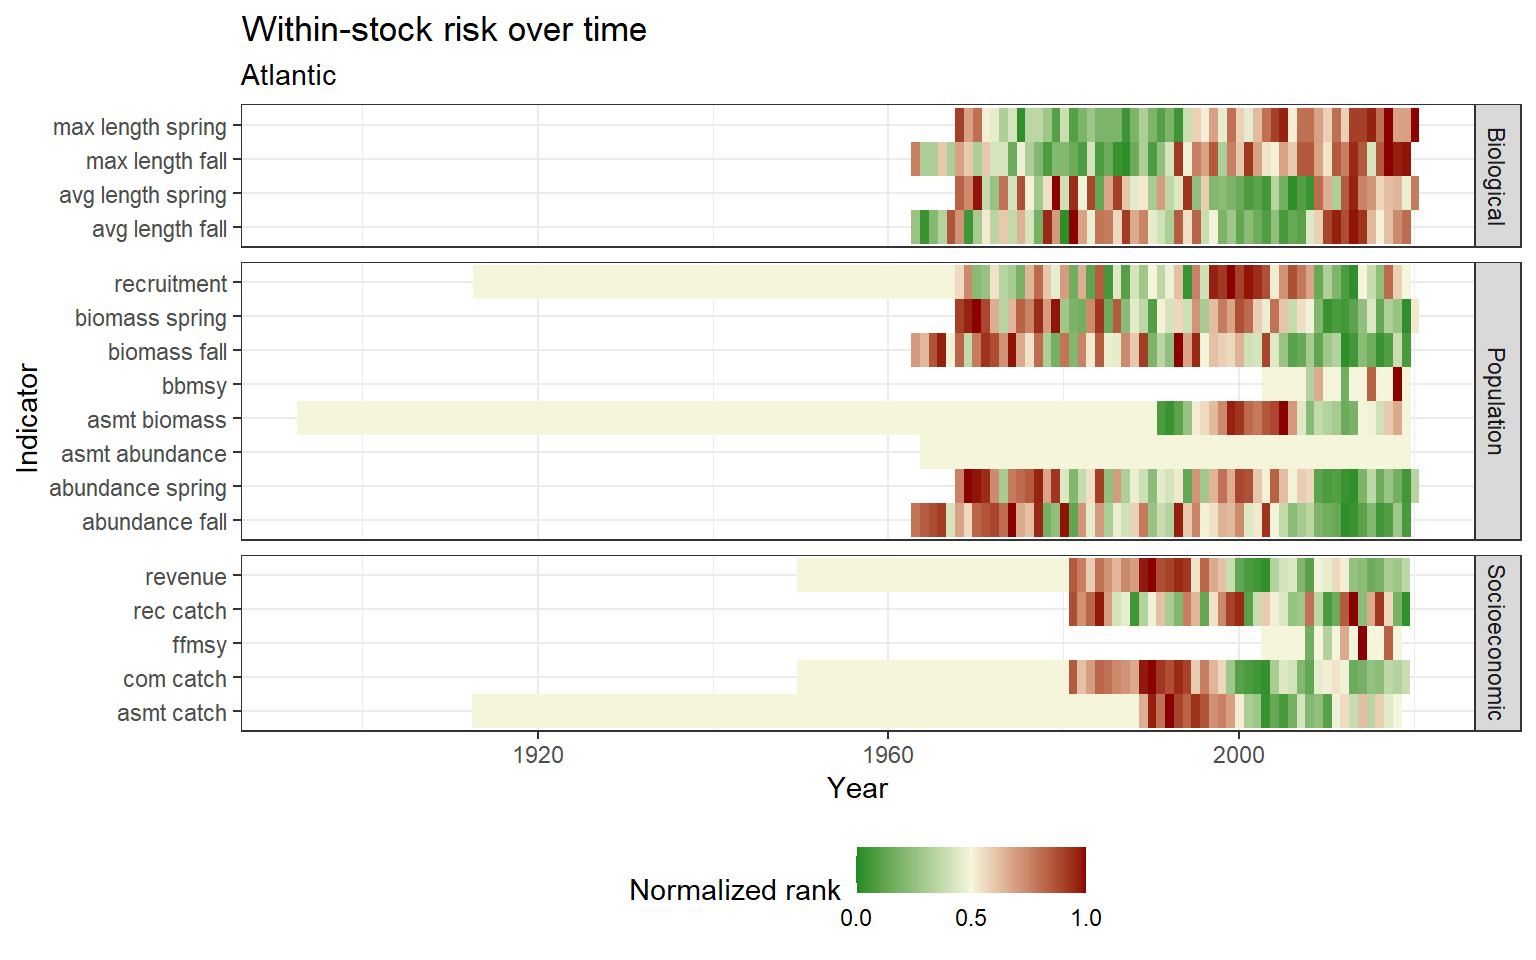 Within-stock risk over time
Atlantic
max length spring
max length fall
avg length spring
avg length fall
Biological
recruitment
biomass spring
biomass fall
bbmsy
asmt biomass
asmt abundance
abundance spring
abundance fall
Population
revenue
rec catch
ffmsy
com catch
asmt catch
Socioeconomic
Indicator
1920 1960 2000
Year
Normalized rank
0.0 0.5 1.0